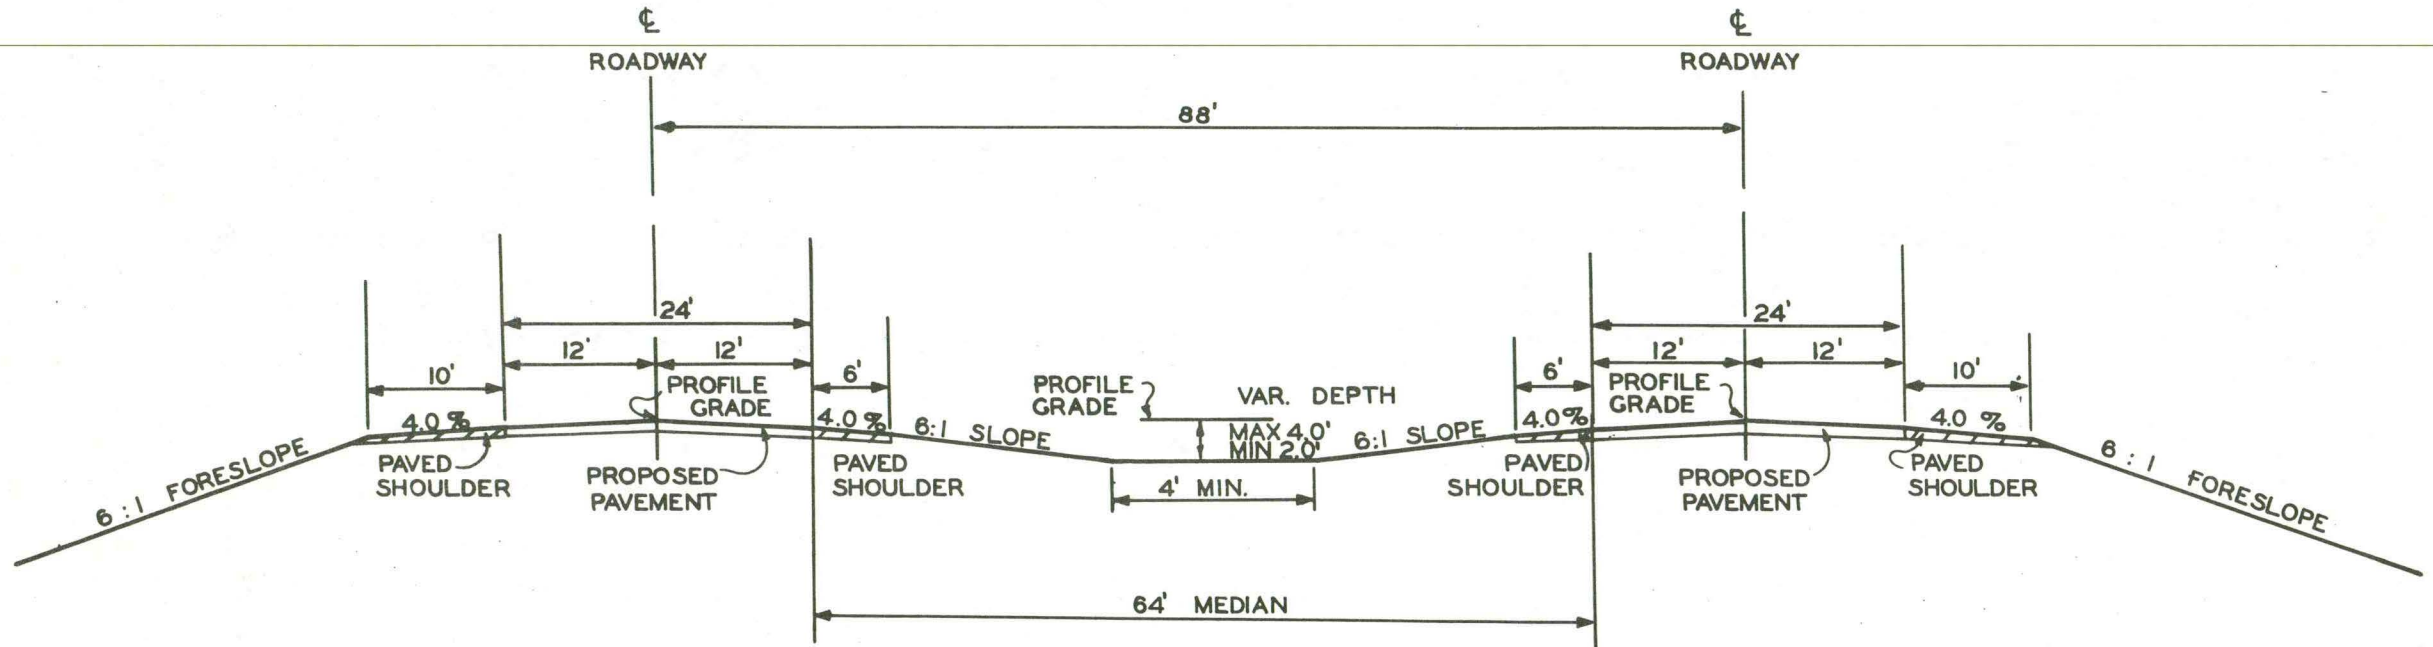 ℄ ℄
ROADWAY ROADWAY
88'
24' 24'
12' 12' 12' 12'
10' 6' 6' 10'
PROFILE
GRADE
PROFILE
GRADE
VAR. DEPTH
MAX 4.0'
MIN 2.0'
PROFILE
GRADE
4.0 % 4.0 % 4.0 % 4.0 %
6:1 SLOPE 6:1 SLOPE
6:1 FORESLOPE
PAVED
SHOULDER
PROPOSED
PAVEMENT
PAVED
SHOULDER
4' MIN.
PAVED
SHOULDER
PROPOSED
PAVEMENT
PAVED
SHOULDER
6:1 FORESLOPE
64' MEDIAN